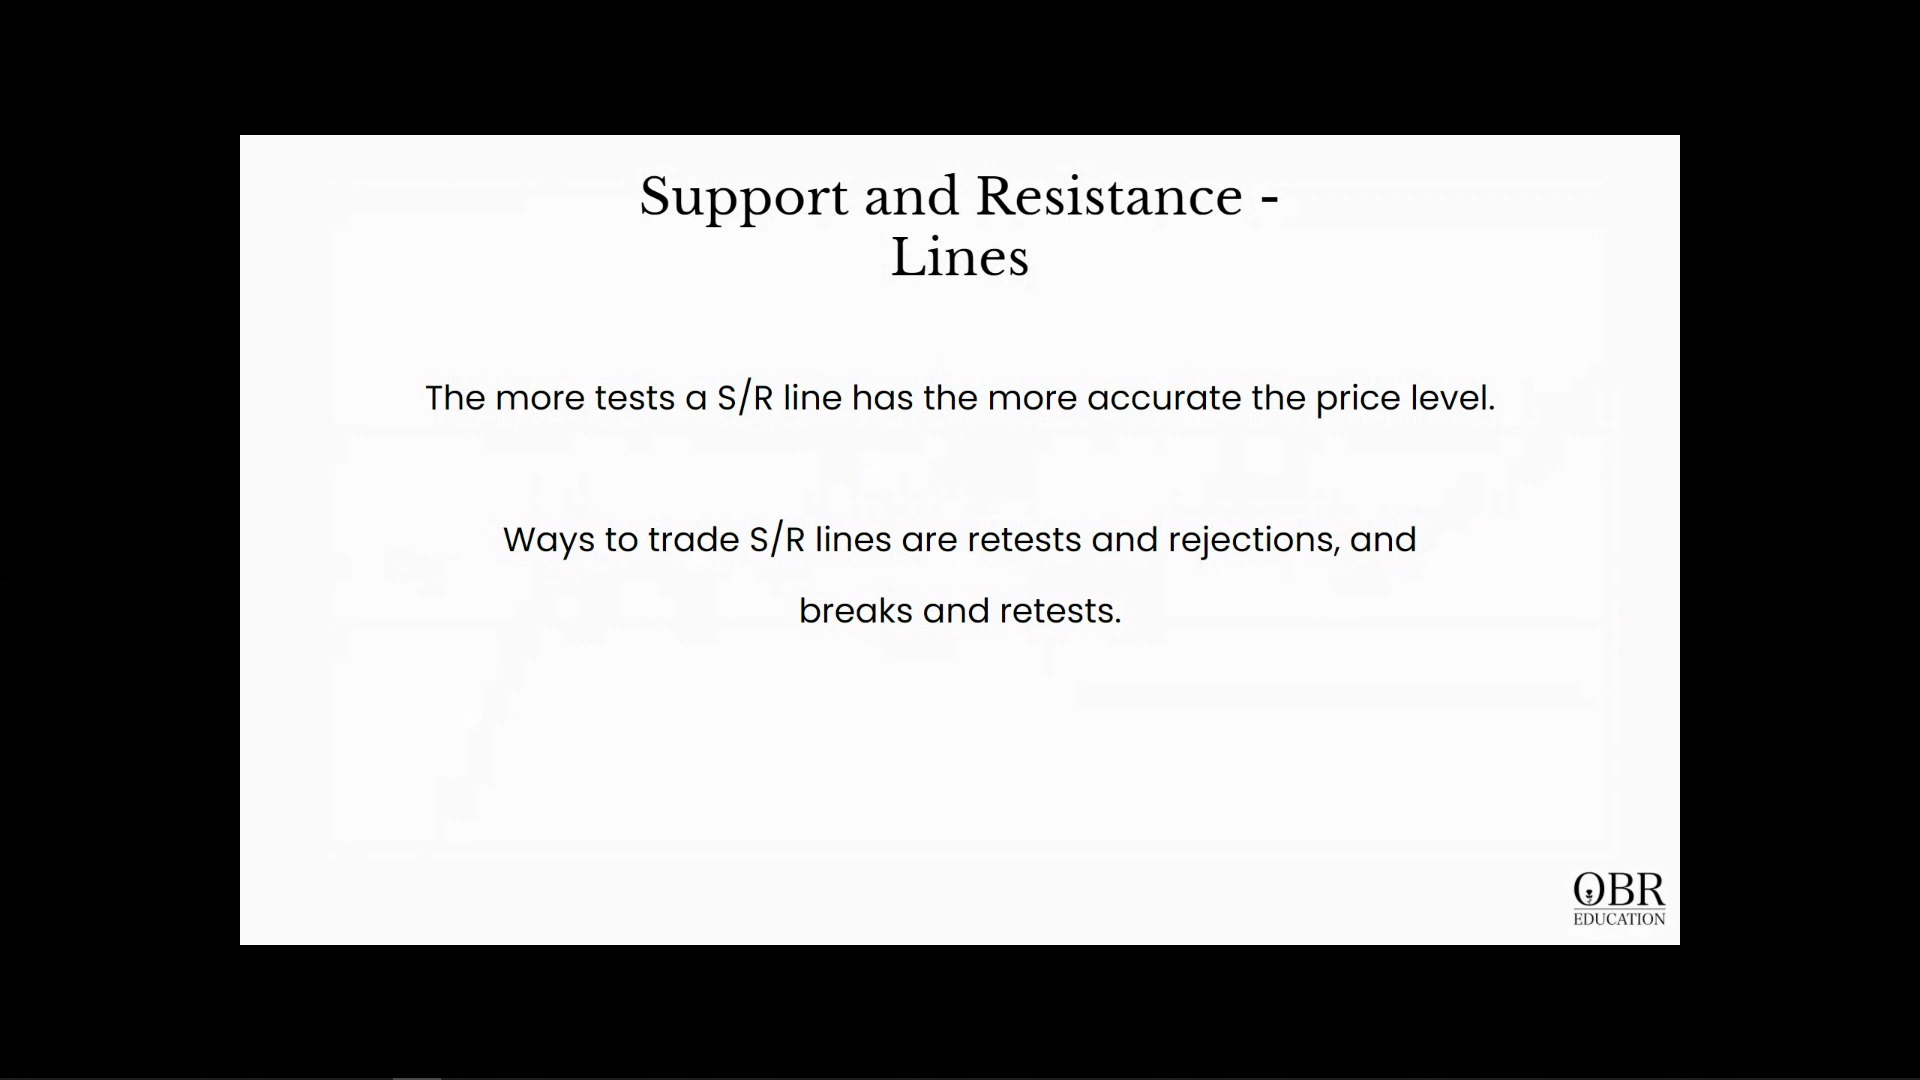 Support and Resistance -
Lines
The more tests a S/R line has the more accurate the price level.
Ways to trade S/R lines are retests and rejections, and
breaks and retests.
OBR
EDUCATION